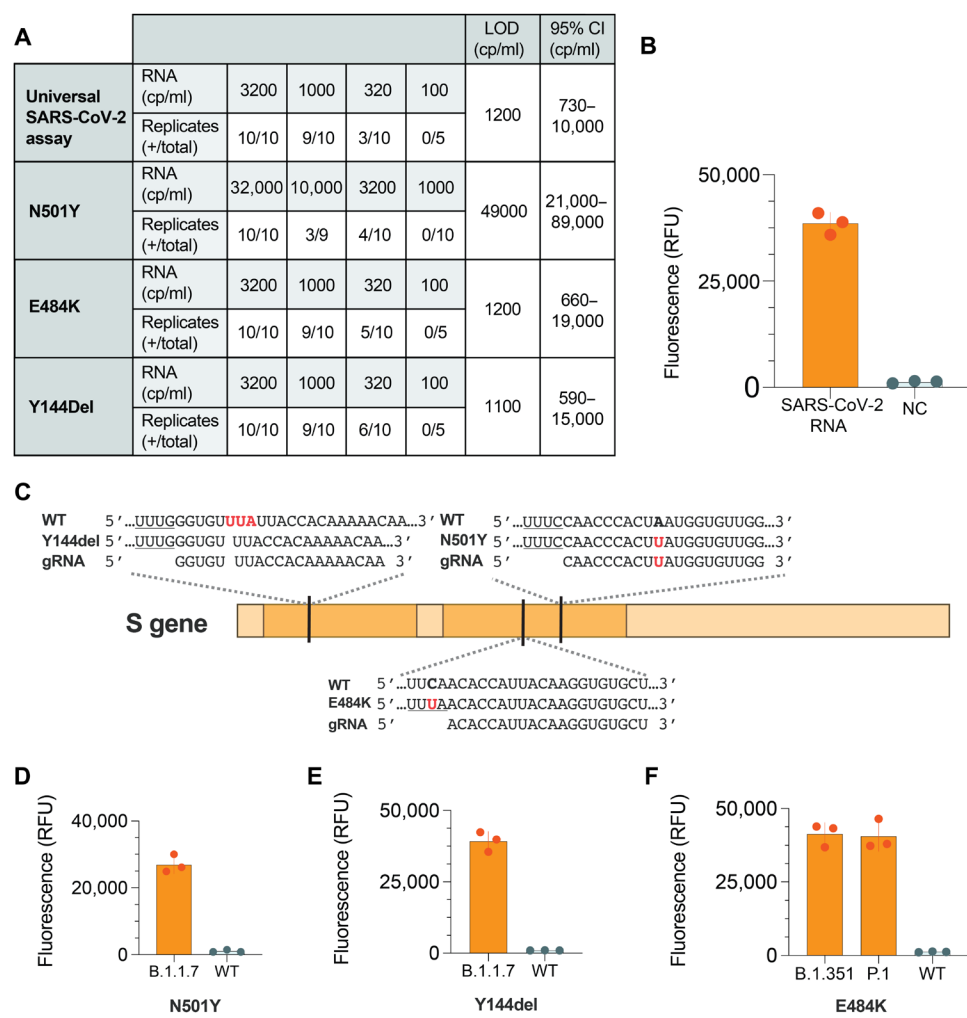 A
LOD (cp/ml)
95% CI (cp/ml)
Universal SARS-CoV-2 assay
RNA (cp/ml) 3200 1000 320 100
Replicates (+/total) 10/10 9/10 3/10 0/5
1200
730–10,000
N501Y
RNA (cp/ml) 32,000 10,000 3200 1000
Replicates (+/total) 10/10 3/9 4/10 0/10
49000
21,000–89,000
E484K
RNA (cp/ml) 3200 1000 320 100
Replicates (+/total) 10/10 9/10 5/10 0/5
1200
660–19,000
Y144Del
RNA (cp/ml) 3200 1000 320 100
Replicates (+/total) 10/10 9/10 6/10 0/5
1100
590–15,000
B
Fluorescence (RFU)
50,000
25,000
0
SARS-CoV-2 RNA
NC
C
WT 5′…UUUGGGUGUUUAUUACCACAAAAACAA…3′
Y144del 5′…UUUGGGUGU UUACCACAAAAACAA…3′
gRNA 5′ GGUGU UUACCACAAAAACAA 3′
WT 5′…UUUCCAACCCACUAAUGGUGUUGG…3′
N501Y 5′…UUUCCAACCCACUUAUGGUGUUGG…3′
gRNA 5′ CAACCCACUUAUGGUGUUGG 3′
S gene
WT 5′…UUCAACACCAUUACAAGGUGUGCU…3′
E484K 5′…UUUAACACCAUUACAAGGUGUGCU…3′
gRNA 5′ ACACCAUUACAAGGUGUGCU 3′
D
Fluorescence (RFU)
40,000
20,000
0
B.1.1.7 WT
N501Y
E
Fluorescence (RFU)
50,000
25,000
0
B.1.1.7 WT
Y144del
F
Fluorescence (RFU)
50,000
25,000
0
B.1.351 P.1 WT
E484K